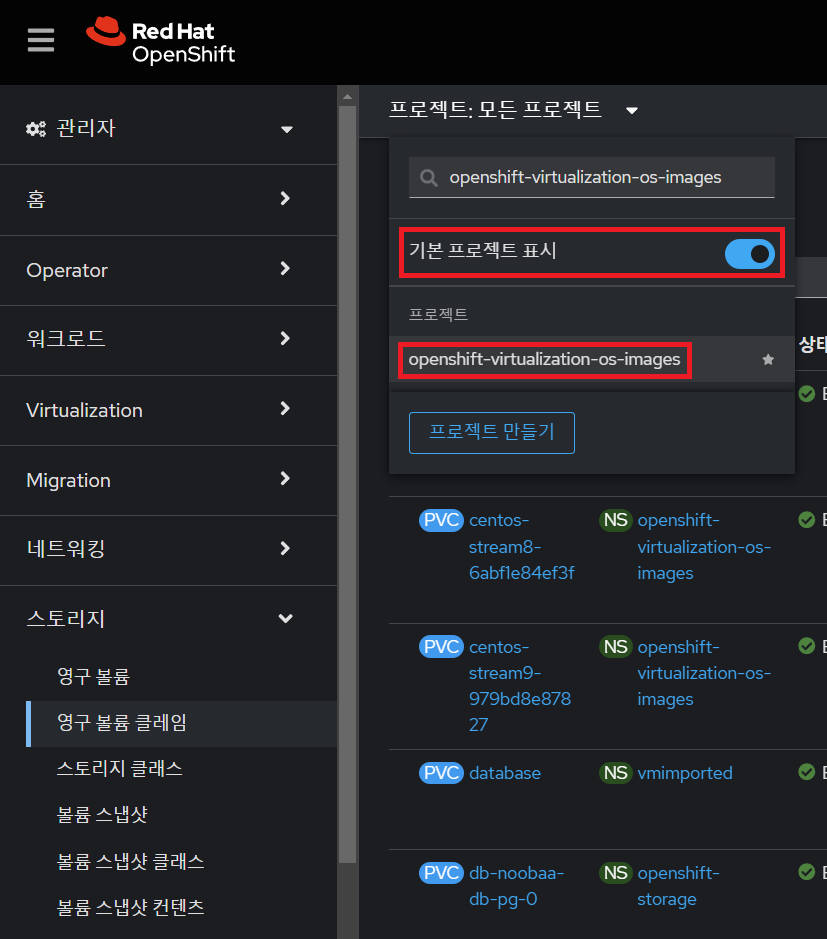 Red Hat
OpenShift
관리자
홈
Operator
워크로드
Virtualization
Migration
네트워킹
스토리지
영구 볼륨
영구 볼륨 클레임
스토리지 클래스
볼륨 스냅샷
볼륨 스냅샷 클래스
볼륨 스냅샷 컨텐츠
프로젝트: 모든 프로젝트
openshift-virtualization-os-images
기본 프로젝트 표시
프로젝트
openshift-virtualization-os-images
프로젝트 만들기
상태
PVC centos- NS openshift-
stream8- virtualization-os-
6abf1e84ef3f images
PVC centos- NS openshift-
stream9- virtualization-os-
979bd8e878 images
27
PVC database NS vmimported
PVC db-noobaa- NS openshift-
db-pg-0 storage